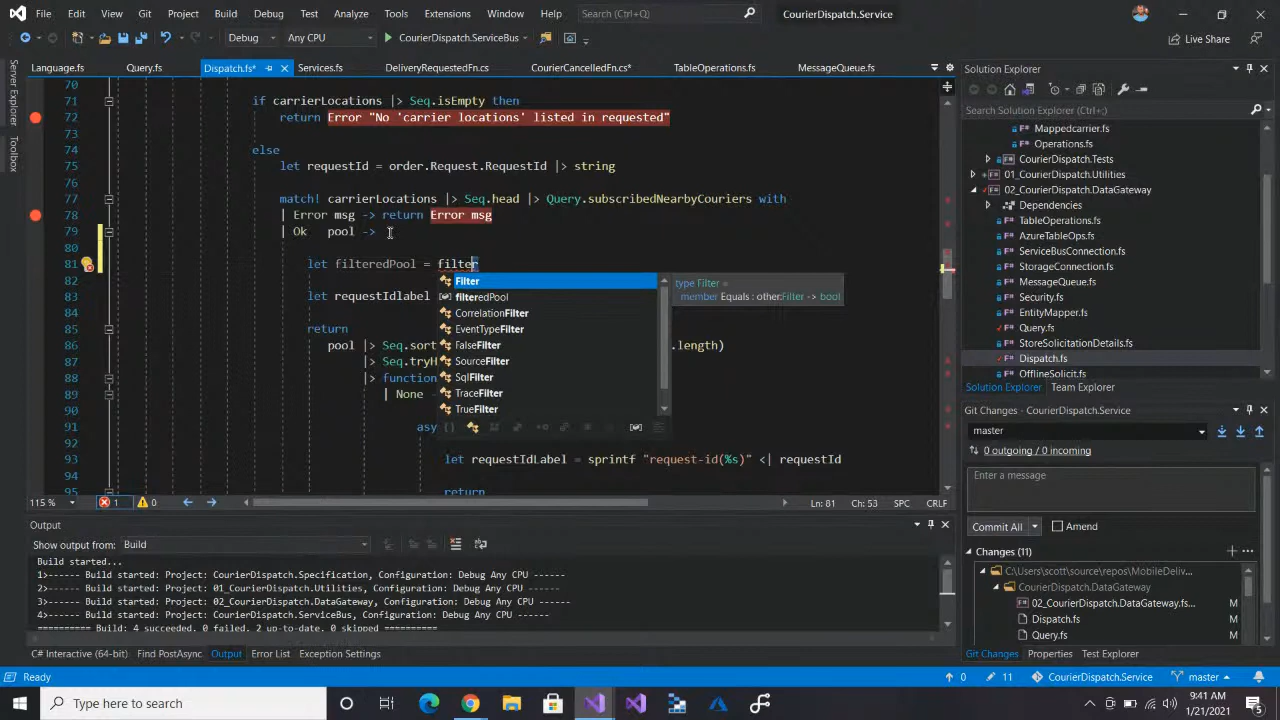 File Edit View Git Project Build Debug Test Analyze Tools Extensions Window Help Search (Ctrl+Q) CourierDispatch.Service
Debug Any CPU CourierDispatch.ServiceBus Live Share
Language.fs Query.fs Dispatch.fs* Services.fs DeliveryRequestedFn.cs CourierCancelledFn.cs* TableOperations.fs MessageQueue.fs
Server Explorer
Toolbox
70
71 if carrierLocations |> Seq.isEmpty then
72 return Error "No 'carrier locations' listed in requested"
73
74 else
75 let requestId = order.Request.RequestId |> string
76
77 match! carrierLocations |> Seq.head |> Query.subscribedNearbyCouriers with
78 | Error msg -> return Error msg
79 | Ok pool ->
80
81 let filteredPool = filter
82
83 let requestIdlabel
84
85 return
86 pool |> Seq.sort .length)
87 |> Seq.tryH
88 |> function
89 | None
90
91 asy
92
93 let requestIdLabel = sprintf "request-id(%s)" <| requestId
94
95 return
Filter
filteredPool
CorrelationFilter
EventTypeFilter
FalseFilter
SourceFilter
SqlFilter
TraceFilter
TrueFilter
type Filter =
member Equals : other:Filter -> bool
115 % 1 0 Ln: 81 Ch: 53 SPC CRLF
Output
Show output from: Build
Build started...
1>------ Build started: Project: CourierDispatch.Specification, Configuration: Debug Any CPU ------
2>------ Build started: Project: 01_CourierDispatch.Utilities, Configuration: Debug Any CPU ------
3>------ Build started: Project: 02_CourierDispatch.DataGateway, Configuration: Debug Any CPU ------
4>------ Build started: Project: CourierDispatch.ServiceBus, Configuration: Debug Any CPU ------
========== Build: 4 succeeded, 0 failed, 2 up-to-date, 0 skipped ==========
C# Interactive (64-bit) Find PostAsync Output Error List Exception Settings
Solution Explorer
Search Solution Explorer (Ctrl+;)
Mappedcarrier.fs
Operations.fs
CourierDispatch.Tests
01_CourierDispatch.Utilities
02_CourierDispatch.DataGateway
Dependencies
TableOperations.fs
AzureTableOps.fs
ServiceBusConnection.fs
StorageConnection.fs
MessageQueue.fs
Security.fs
EntityMapper.fs
Query.fs
StoreSolicitationDetails.fs
Dispatch.fs
OfflineSolicit.fs
Solution Explorer Team Explorer
Git Changes - CourierDispatch.Service
master
0 outgoing / 0 incoming
Enter a message
Commit All Amend
Changes (11)
C:\Users\scott\source\repos\MobileDeliv...
CourierDispatch.DataGateway
02_CourierDispatch.DataGateway.fs... M
Dispatch.fs M
Query.fs M
Git Changes Properties Test Explorer
Ready 0 11 CourierDispatch.Service master
Type here to search
9:41 AM
1/21/2021